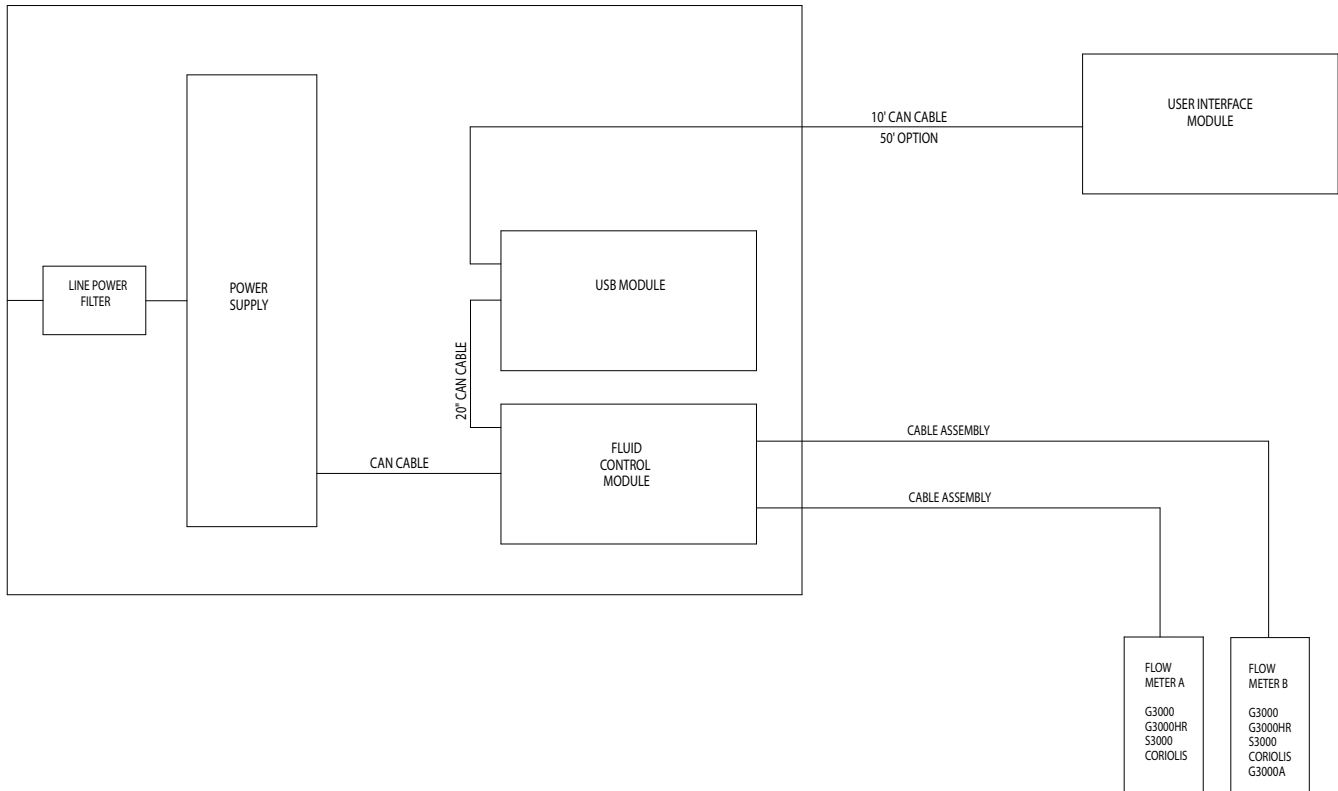 10' CAN CABLE
50' OPTION
USER INTERFACE
MODULE
LINE POWER
FILTER
POWER
SUPPLY
USB MODULE
20" CAN CABLE
FLUID
CONTROL
MODULE
CAN CABLE
CABLE ASSEMBLY
CABLE ASSEMBLY
FLOW
METER A
G3000
G3000HR
S3000
CORIOLIS
FLOW
METER B
G3000
G3000HR
S3000
CORIOLIS
G3000A